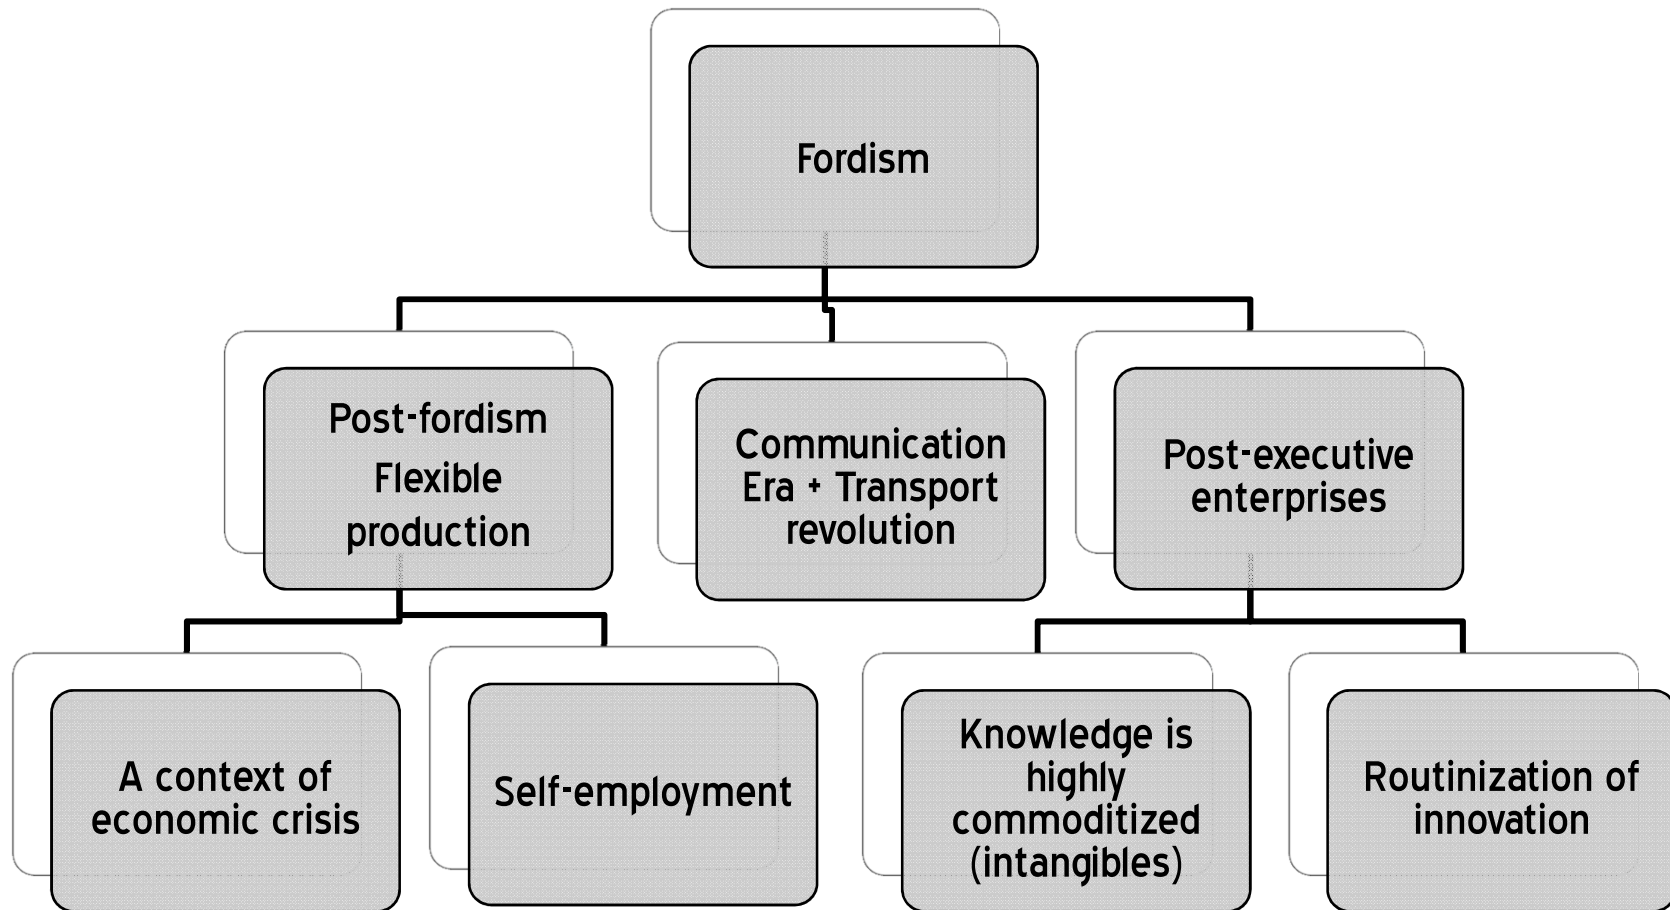 Fordism
Post-fordism
Flexible
production
Communication
Era + Transport
revolution
Post-executive
enterprises
A context of
economic crisis
Self-employment
Knowledge is
highly
commoditized
(intangibles)
Routinization of
innovation